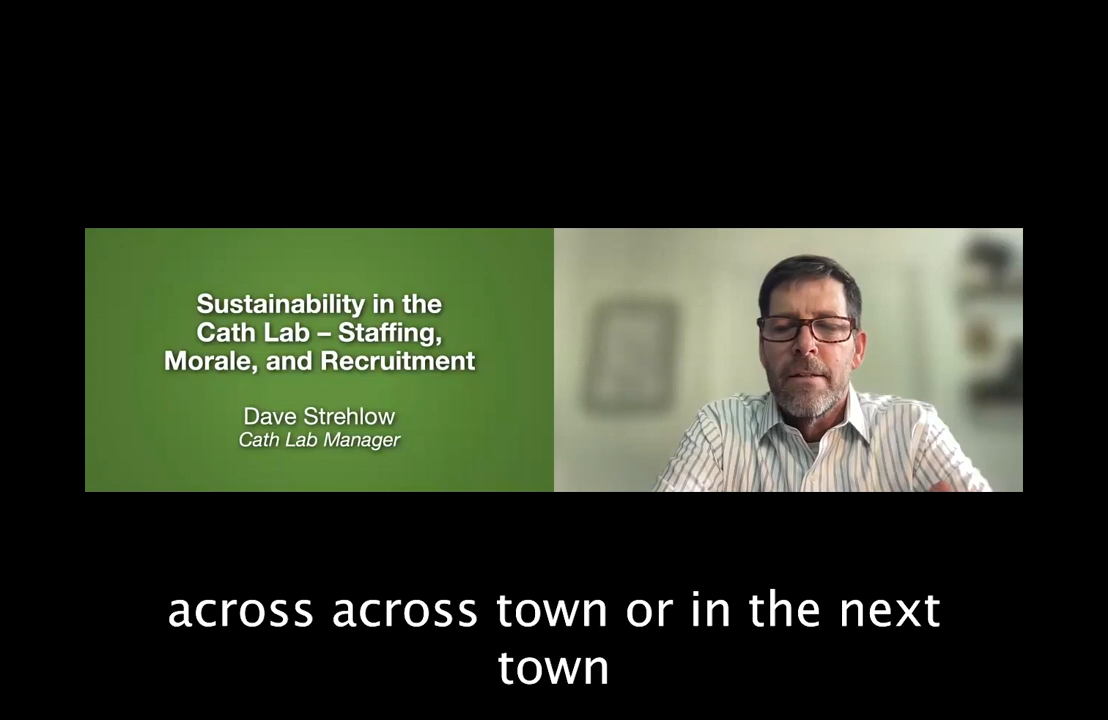 Sustainability in the
Cath Lab – Staffing,
Morale, and Recruitment
Dave Strehlow
Cath Lab Manager
across across town or in the next
town